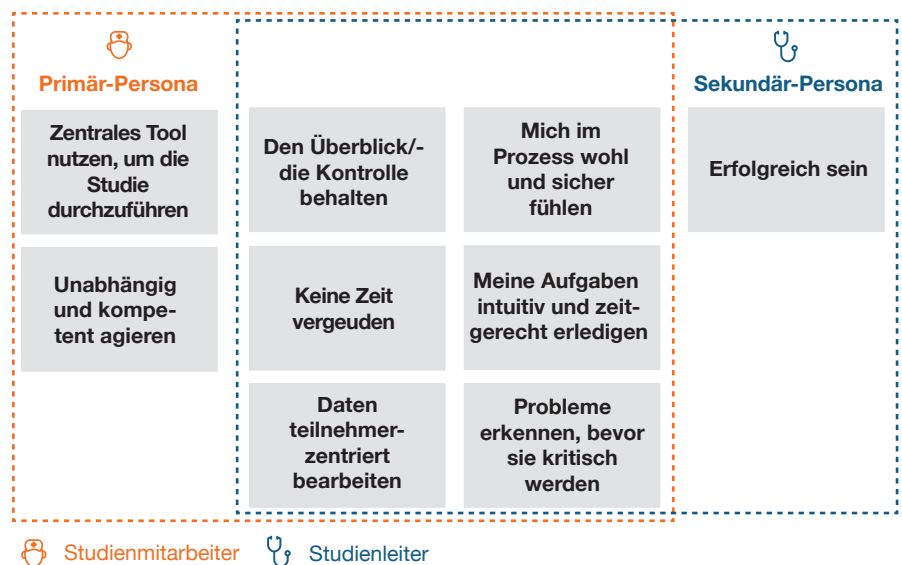 Primär-Persona
Sekundär-Persona
Zentrales Tool
nutzen, um die
Studie
durchzuführen
Den Überblick/-
die Kontrolle
behalten
Mich im
Prozess wohl
und sicher
fühlen
Erfolgreich sein
Unabhängig
und kompe-
tent agieren
Keine Zeit
vergeuden
Meine Aufgaben
intuitiv und zeit-
gerecht erledigen
Daten
teilnehmer-
zentriert
bearbeiten
Probleme
erkennen, bevor
sie kritisch
werden
Studienmitarbeiter
Studienleiter